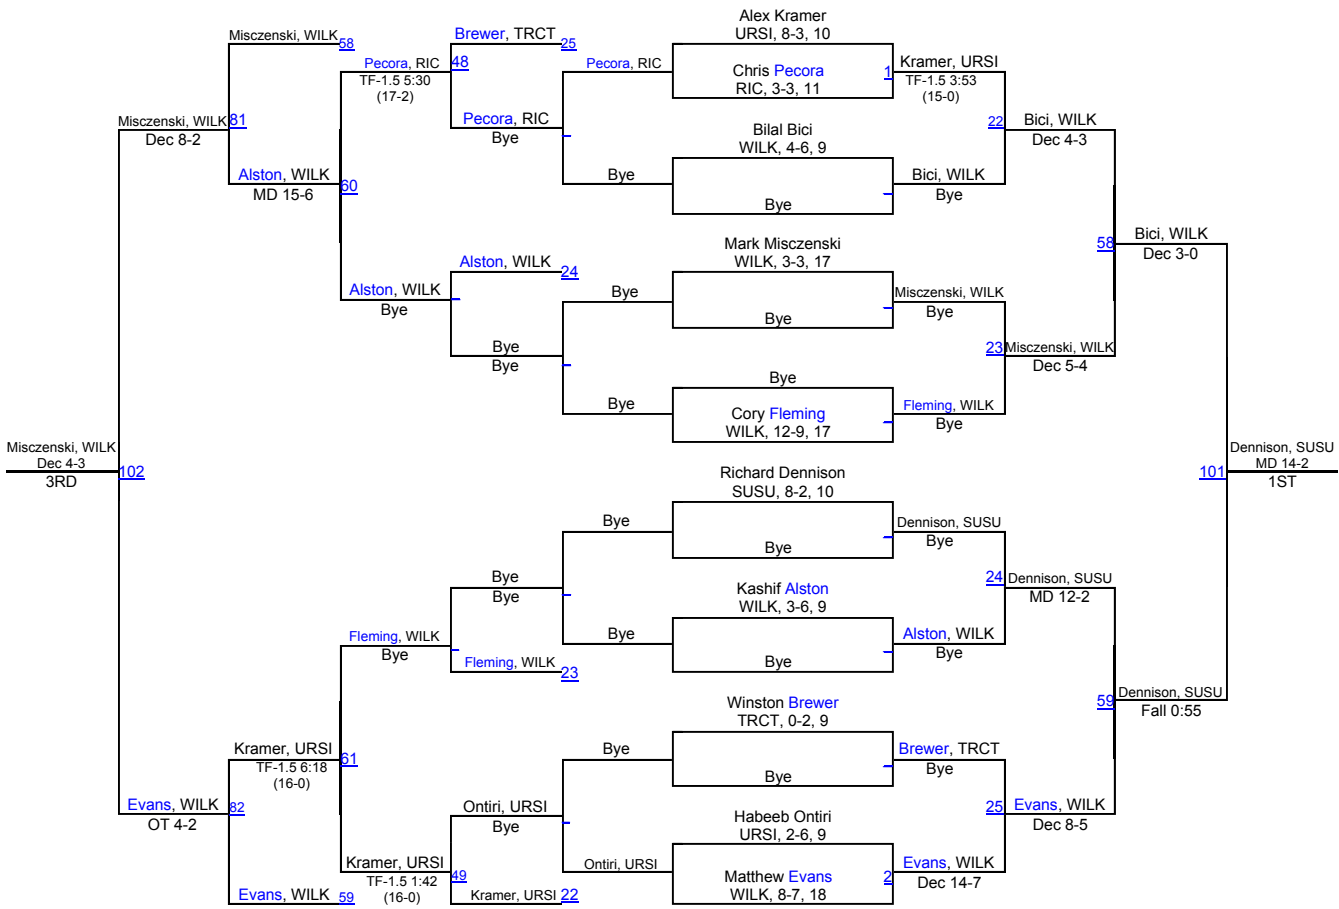 Alex Kramer
URSI, 8-3, 10
Misczenski, WILK 58
Brewer, TRCT 25
Pecora, RIC 48
TF-1.5 5:30
(17-2)
Pecora, RIC
Chris Pecora 1
RIC, 3-3, 11
Kramer, URSI
TF-1.5 3:53
(15-0)
Misczenski, WILK 81
Dec 8-2
Pecora, RIC
Bye
Bilal Bici
WILK, 4-6, 9
22 Bici, WILK
Dec 4-3
Alston, WILK 60
MD 15-6
Bye
Bye
Bici, WILK
Bye
Mark Misczenski
WILK, 3-3, 17
58 Bici, WILK
Dec 3-0
Alston, WILK 24
Alston, WILK
Bye
Bye
Bye
Misczenski, WILK
Bye
Bye
Bye
23 Misczenski, WILK
Dec 5-4
Bye
Bye
Cory Fleming
WILK, 12-9, 17
Fleming, WILK
Bye
Misczenski, WILK
Dec 4-3
3RD
102
101
Dennison, SUSU
MD 14-2
1ST
Richard Dennison
SUSU, 8-2, 10
Bye
Bye
Dennison, SUSU
Bye
Bye
Bye
Kashif Alston
WILK, 3-6, 9
24 Dennison, SUSU
MD 12-2
Fleming, WILK
Bye
Fleming, WILK 23
Bye
Bye
Alston, WILK
Bye
Winston Brewer
TRCT, 0-2, 9
59 Dennison, SUSU
Fall 0:55
Kramer, URSI 61
TF-1.5 6:18
(16-0)
Bye
Bye
Brewer, TRCT
Bye
Evans, WILK 82
OT 4-2
Ontiri, URSI
Bye
Habeeb Ontiri
URSI, 2-6, 9
25 Evans, WILK
Dec 8-5
Kramer, URSI 49
TF-1.5 1:42
(16-0)
Ontiri, URSI
Matthew Evans 2
WILK, 8-7, 18
Evans, WILK
Dec 14-7
Evans, WILK 59
Kramer, URSI 22